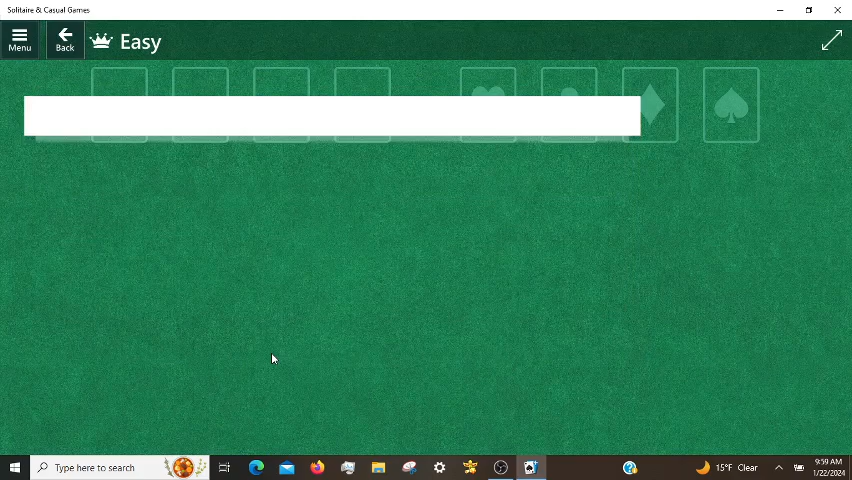 Solitaire & Casual Games
Menu
Back
Easy
Type here to search
15°F Clear
9:59 AM
1/22/2024